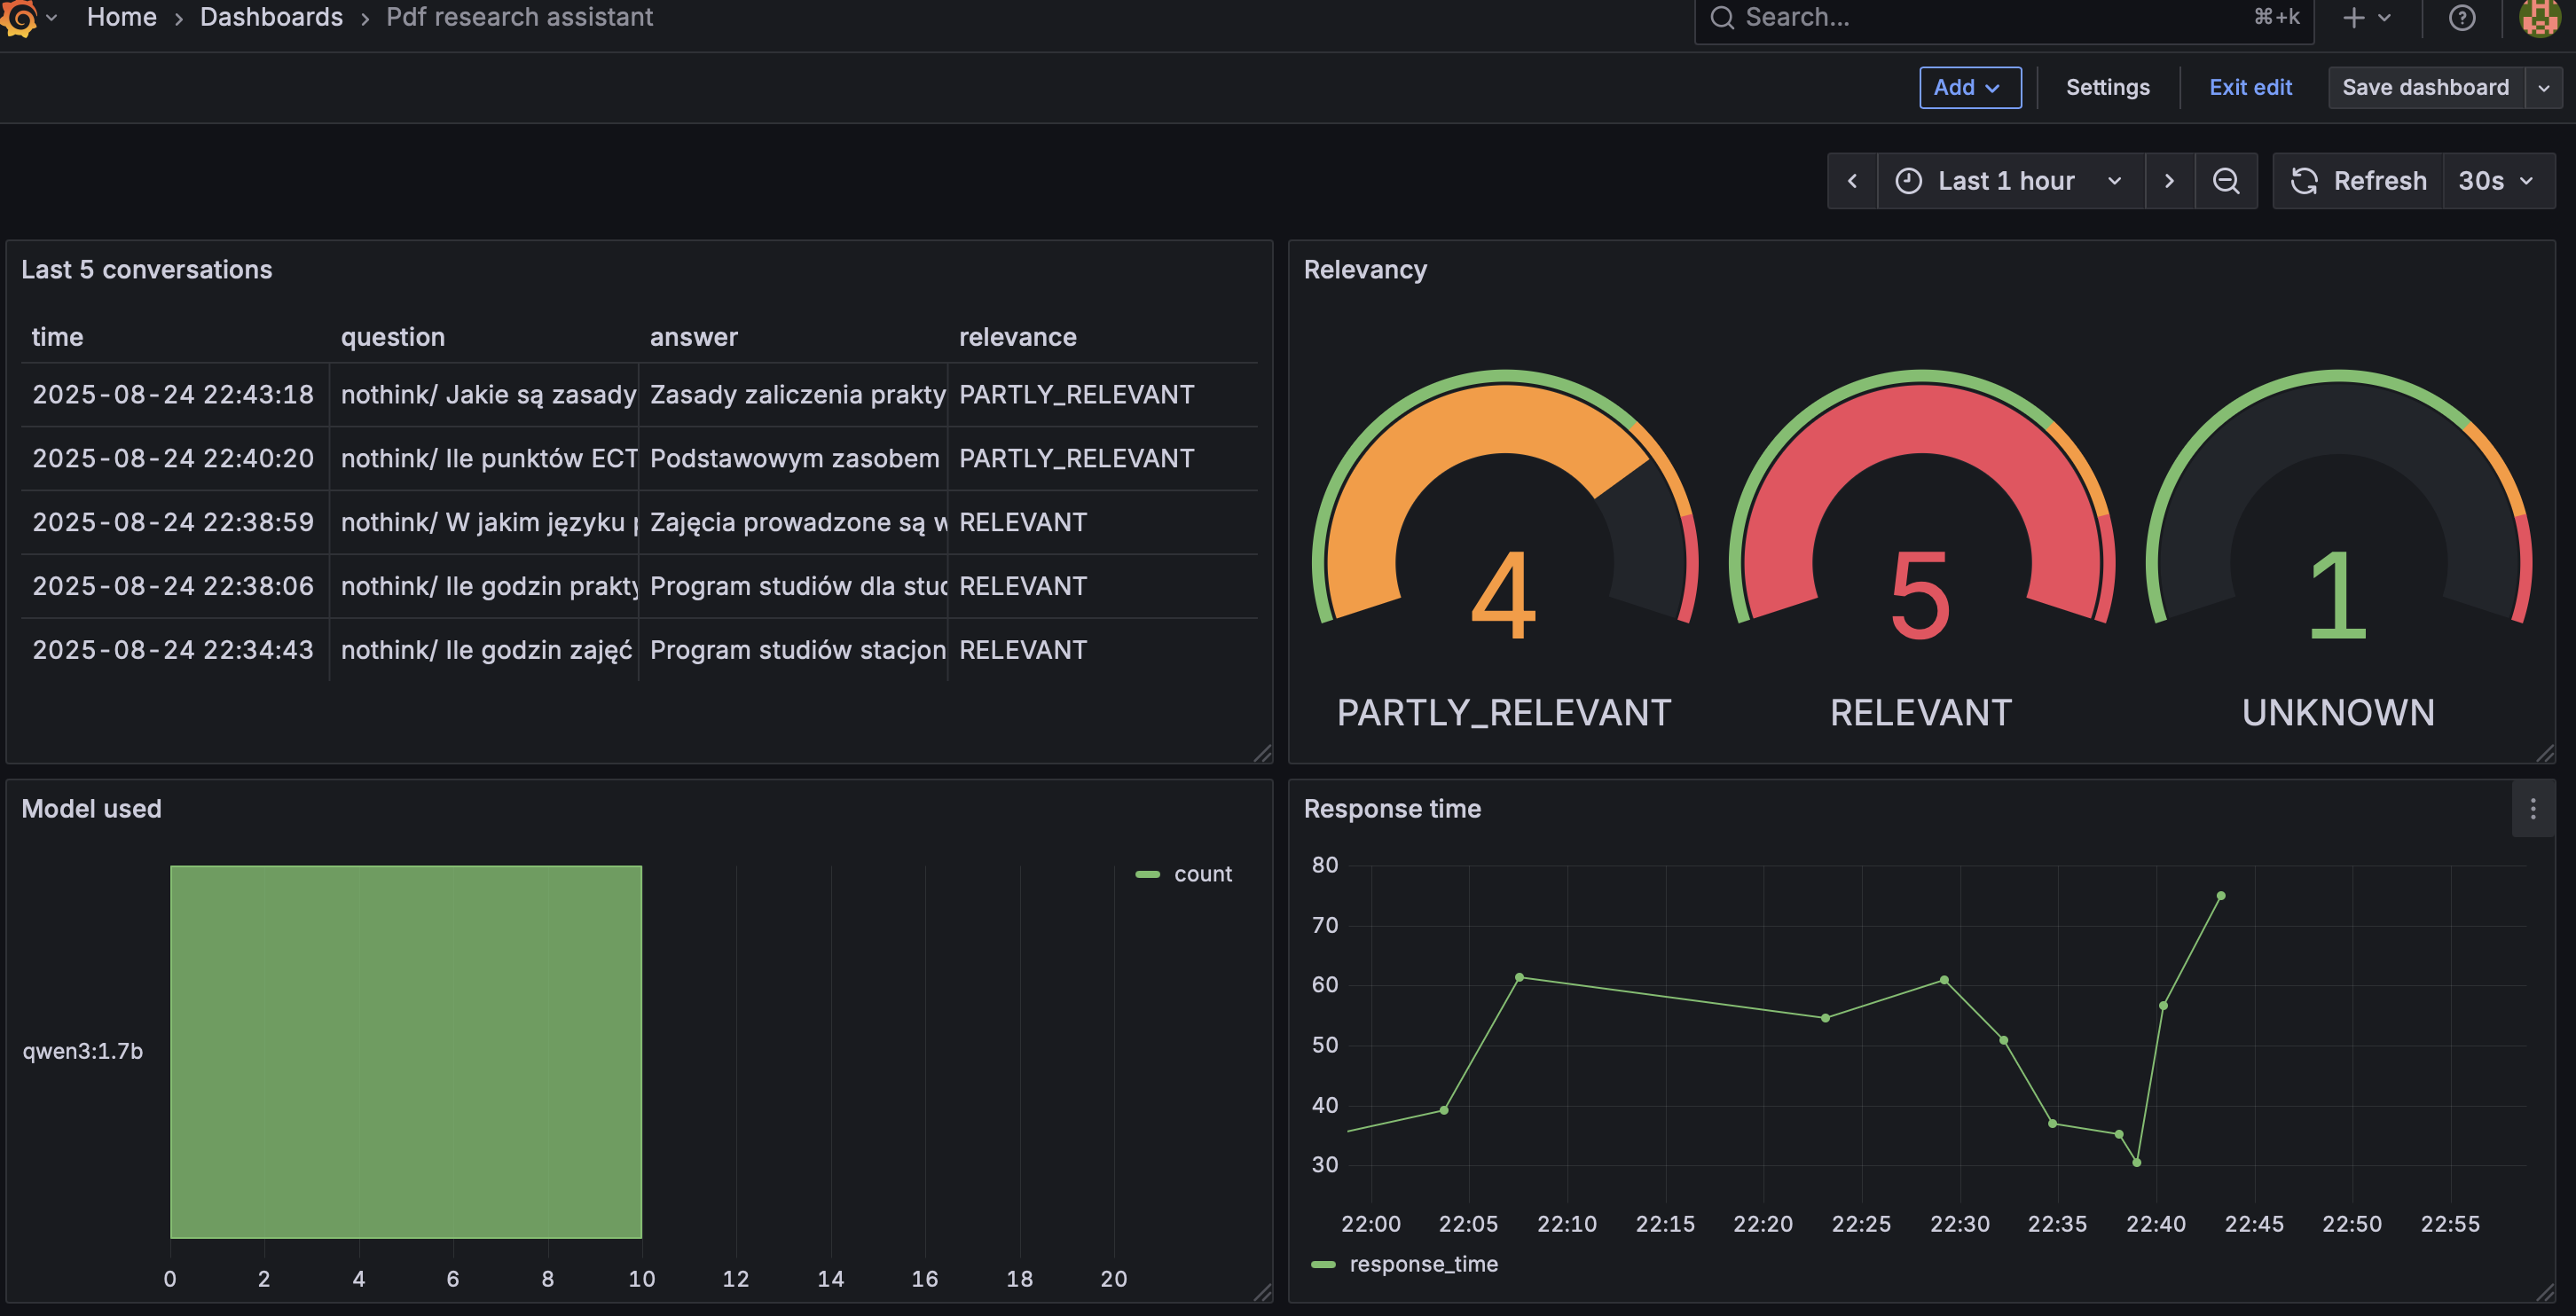 Home › Dashboards › Pdf research assistant
Search...
⌘+k
Add
Settings
Exit edit
Save dashboard
Last 1 hour
Refresh
30s
Last 5 conversations
time question answer relevance
2025-08-24 22:43:18 nothink/ Jakie są zasady Zasady zaliczenia prakty PARTLY_RELEVANT
2025-08-24 22:40:20 nothink/ Ile punktów ECT Podstawowym zasobem PARTLY_RELEVANT
2025-08-24 22:38:59 nothink/ W jakim języku p Zajęcia prowadzone są w RELEVANT
2025-08-24 22:38:06 nothink/ Ile godzin prakty Program studiów dla stud RELEVANT
2025-08-24 22:34:43 nothink/ Ile godzin zajęć Program studiów stacjon RELEVANT
Relevancy
4 5 1
PARTLY_RELEVANT RELEVANT UNKNOWN
Model used
count
qwen3:1.7b
0 2 4 6 8 10 12 14 16 18 20
Response time
80
70
60
50
40
30
22:00 22:05 22:10 22:15 22:20 22:25 22:30 22:35 22:40 22:45 22:50 22:55
response_time